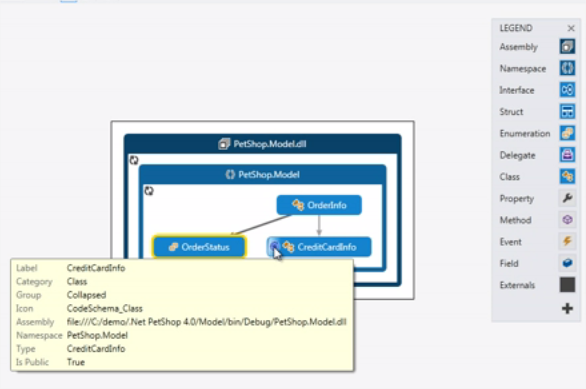 LEGEND
Assembly
Namespace
Interface
Struct
Enumeration
Delegate
Class
Property
Method
Event
Field
Externals
PetShop.Model.dll
PetShop.Model
OrderInfo
OrderStatus
CreditCardInfo
Label CreditCardInfo
Category Class
Group Collapsed
Icon CodeSchema_Class
Assembly file:///C:/demo/.Net PetShop 4.0/Model/bin/Debug/PetShop.Model.dll
Namespace PetShop.Model
Type CreditCardInfo
Is Public True